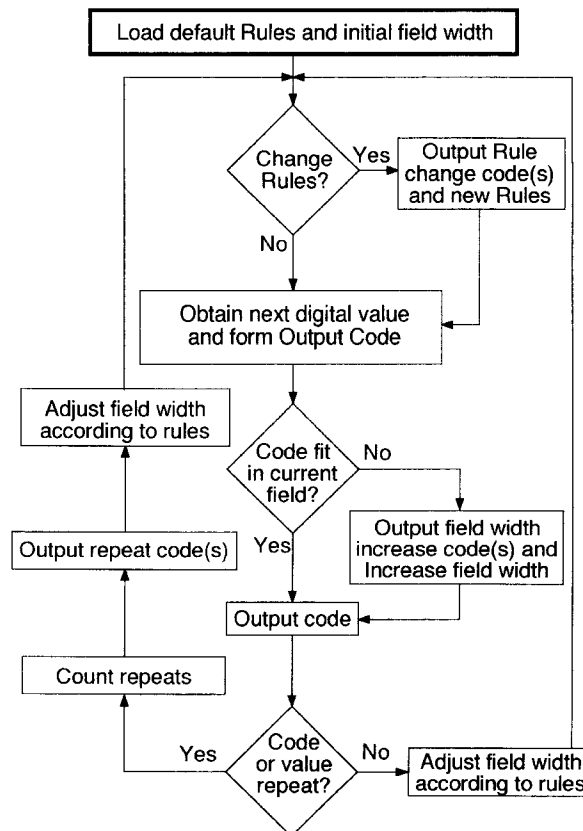 Load default Rules and initial field width
Change
Rules?
Yes
Output Rule
change code(s)
and new Rules
No
Obtain next digital value
and form Output Code
Adjust field width
according to rules
Code fit
in current
field?
No
Output field width
increase code(s) and
Increase field width
Yes
Output repeat code(s)
Output code
Count repeats
Yes
Code
or value
repeat?
No
Adjust field width
according to rules